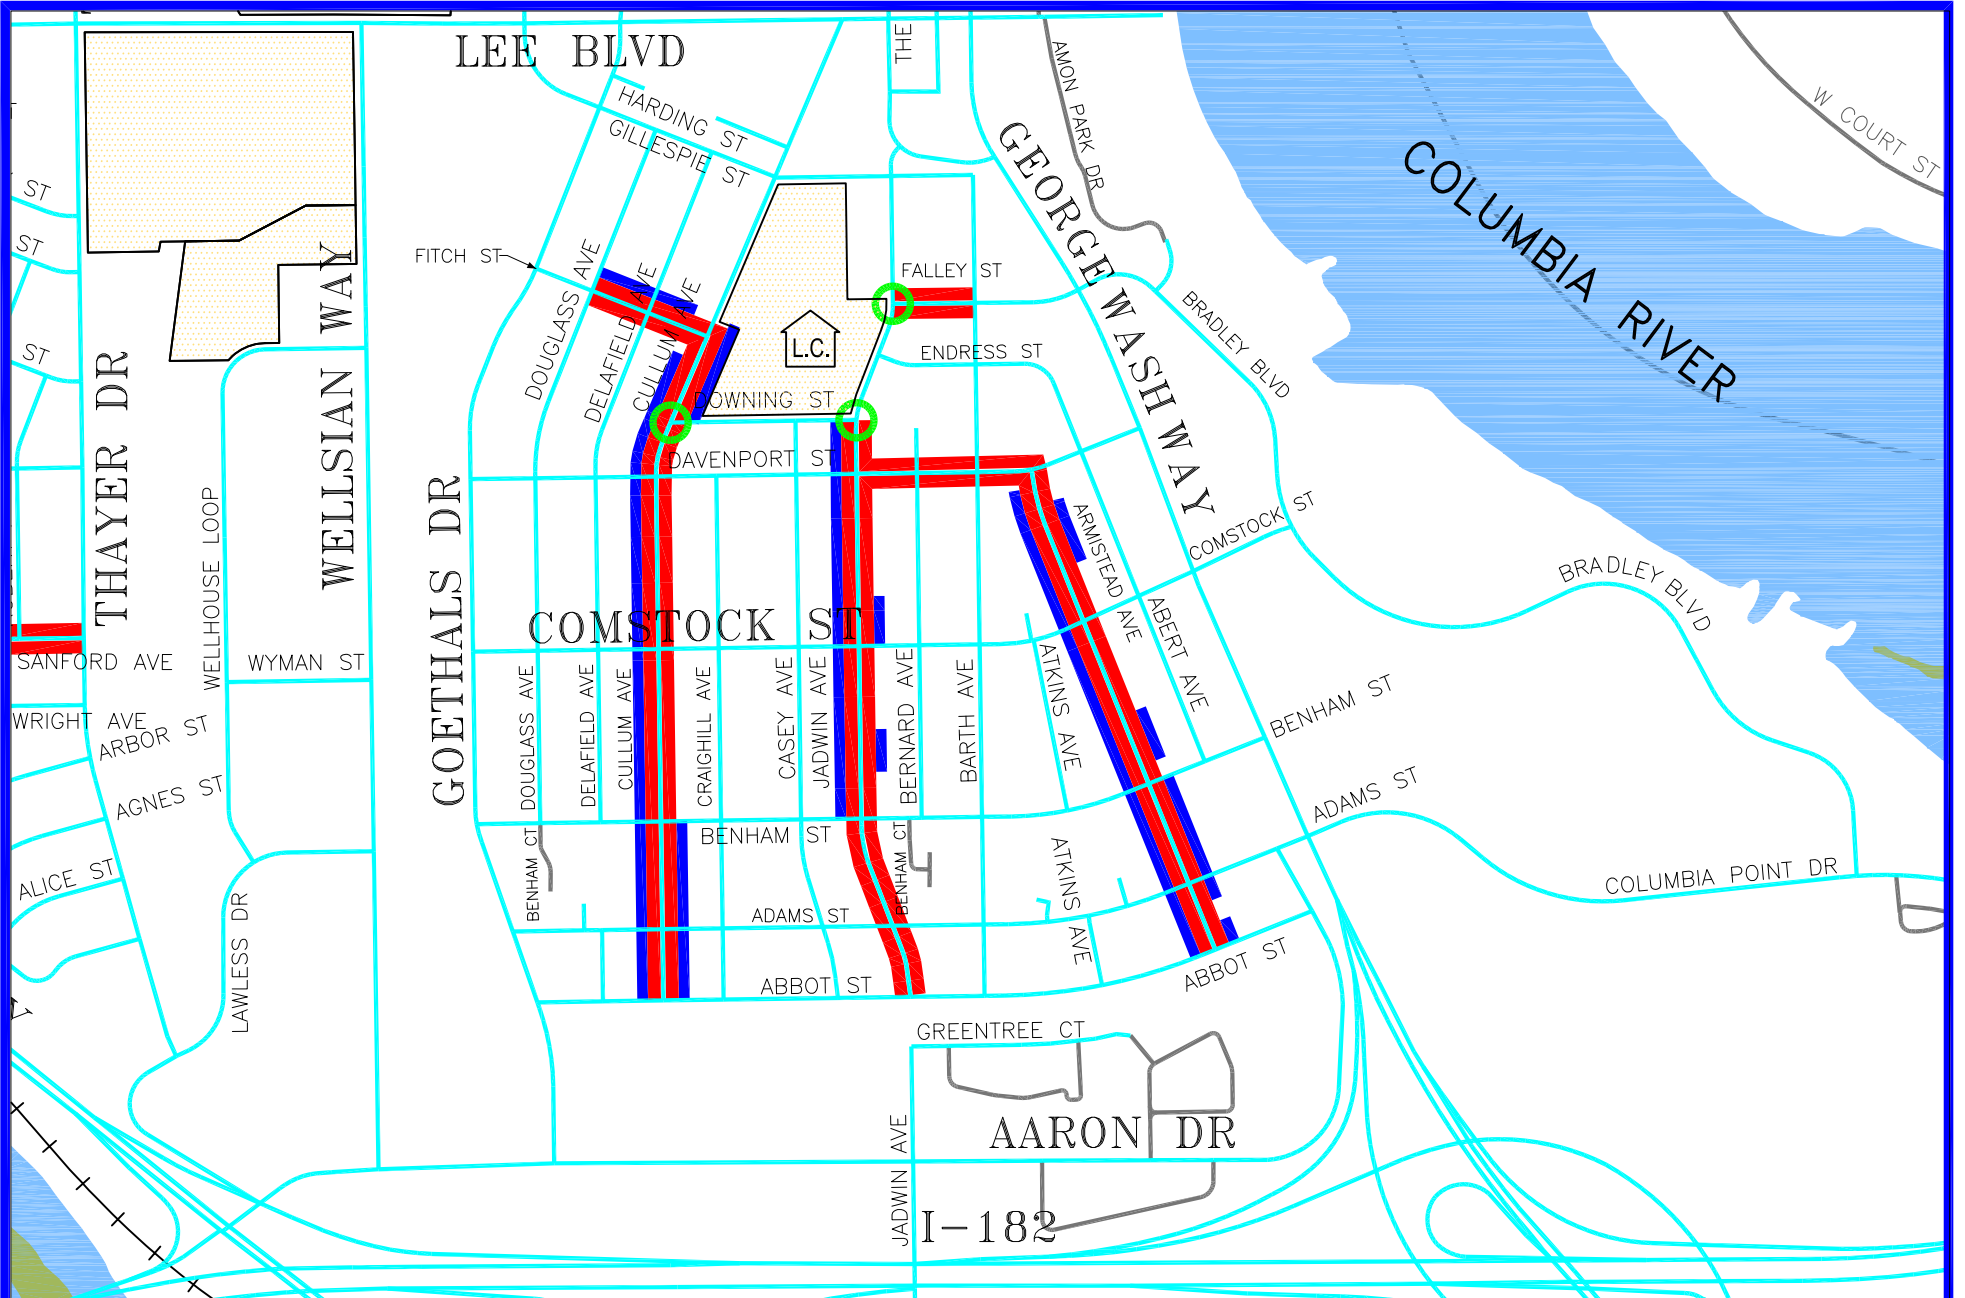 LEE BLVD
THE
AMON PARK DR
W COURT ST
HARDING ST
GILLESPIE ST
GEORGE WASH WAY
COLUMBIA RIVER
ST
ST
ST
FITCH ST
DOUGLASS AVE
DELAFIELD AVE
CULLUM AVE
FALLEY ST
BRADLEY BLVD
L.C.
ENDRESS ST
DOWNING ST
DAVENPORT ST
THAYER DR
WELLSIAN WAY
GOETHALS DR
WELLHOUSE LOOP
COMSTOCK ST
COMSTOCK ST
ARMISTEAD AVE
ABERT AVE
BRADLEY BLVD
SANFORD AVE
WYMAN ST
WRIGHT AVE
ARBOR ST
AGNES ST
ALICE ST
LAWLESS DR
DOUGLASS AVE
DELAFIELD AVE
CULLUM AVE
CRAIGHILL AVE
CASEY AVE
JADWIN AVE
BERNARD AVE
BARTH AVE
ATKINS AVE
BENHAM ST
BENHAM ST
BENHAM CT
BENHAM CT
ADAMS ST
ADAMS ST
ATKINS AVE
COLUMBIA POINT DR
ABBOT ST
ABBOT ST
GREENTREE CT
JADWIN AVE
AARON DR
JADWIN AVE
I-182